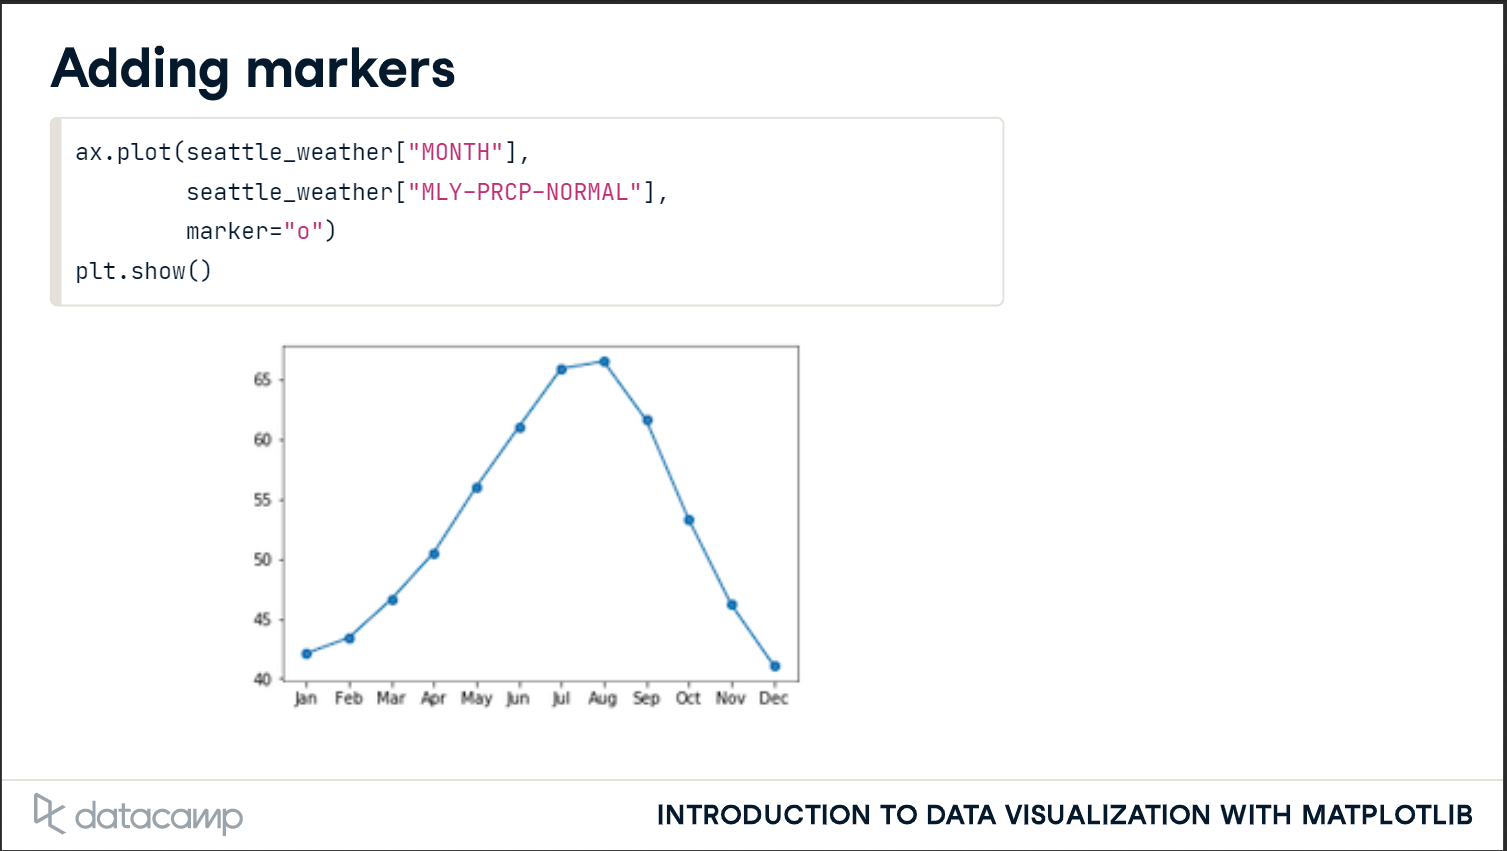 Adding markers
ax.plot(seattle_weather["MONTH"],
seattle_weather["MLY-PRCP-NORMAL"],
marker="o")
plt.show()
65
60
55
50
45
40
Jan Feb Mar Apr May Jun Jul Aug Sep Oct Nov Dec
datacamp
INTRODUCTION TO DATA VISUALIZATION WITH MATPLOTLIB